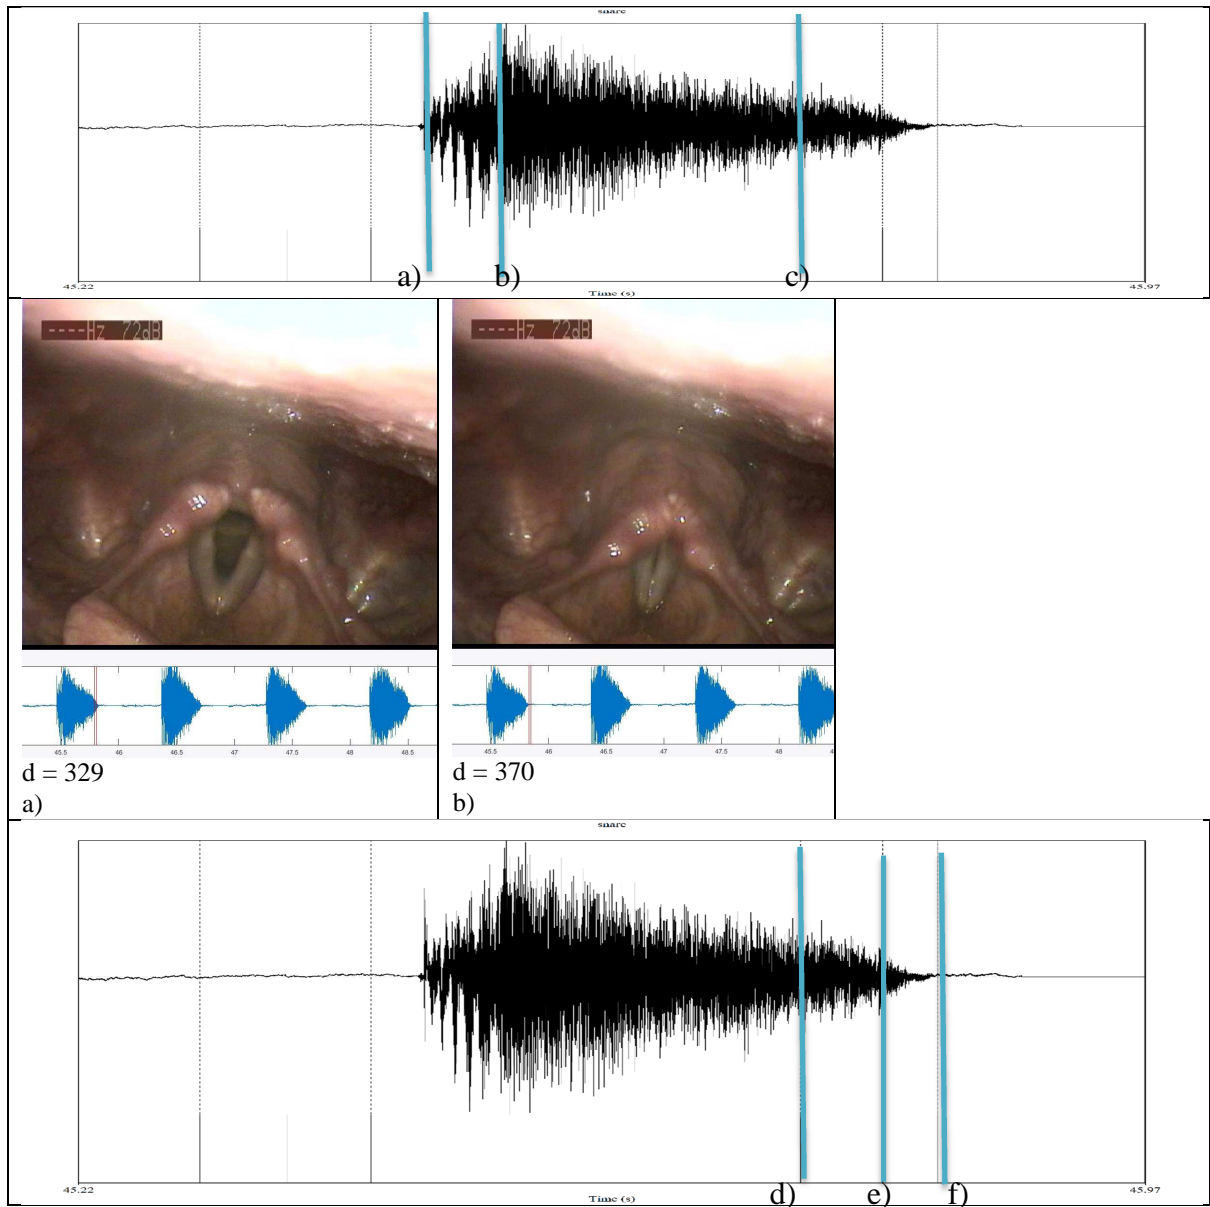 snare
a) b) c)
45.22 45.97
Time (s)
----Hz 72dB ----Hz 72dB
45.5 46 46.5 47 47.5 48 48.5 45.5 46 46.5 47 47.5 48
d = 329 d = 370
a) b)
snare
45.22 45.97
d) e) f)
Time (s)